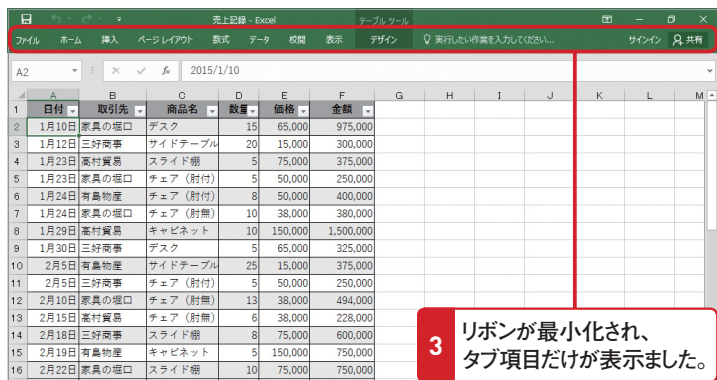 売上記録 - Excel テーブル ツール
ファイル ホーム 挿入 ページ レイアウト 数式 データ 校閲 表示 デザイン 実行したい作業を入力してください... サインイン 共有
A2 fx 2015/1/10
A B C D E F G H I J K L M
1 日付 取引先 商品名 数量 価格 金額
2 1月10日 家具の堀口 デスク 15 65,000 975,000
3 1月12日 三好商事 サイドテーブル 20 15,000 300,000
4 1月23日 高村貿易 スライド棚 5 75,000 375,000
5 1月23日 家具の堀口 チェア（肘付） 5 50,000 250,000
6 1月24日 有島物産 チェア（肘付） 8 50,000 400,000
7 1月24日 家具の堀口 チェア（肘無） 10 38,000 380,000
8 1月29日 高村貿易 キャビネット 10 150,000 1,500,000
9 1月30日 三好商事 デスク 5 65,000 325,000
10 2月5日 有島物産 サイドテーブル 25 15,000 375,000
11 2月5日 三好商事 チェア（肘付） 5 50,000 250,000
12 2月10日 家具の堀口 チェア（肘無） 13 38,000 494,000
13 2月15日 高村貿易 チェア（肘無） 6 38,000 228,000
14 2月18日 三好商事 スライド棚 8 75,000 600,000
15 2月19日 有島物産 キャビネット 5 150,000 750,000
16 2月22日 家具の堀口 スライド棚 10 75,000 750,000
3 リボンが最小化され、
タブ項目だけが表示ました。